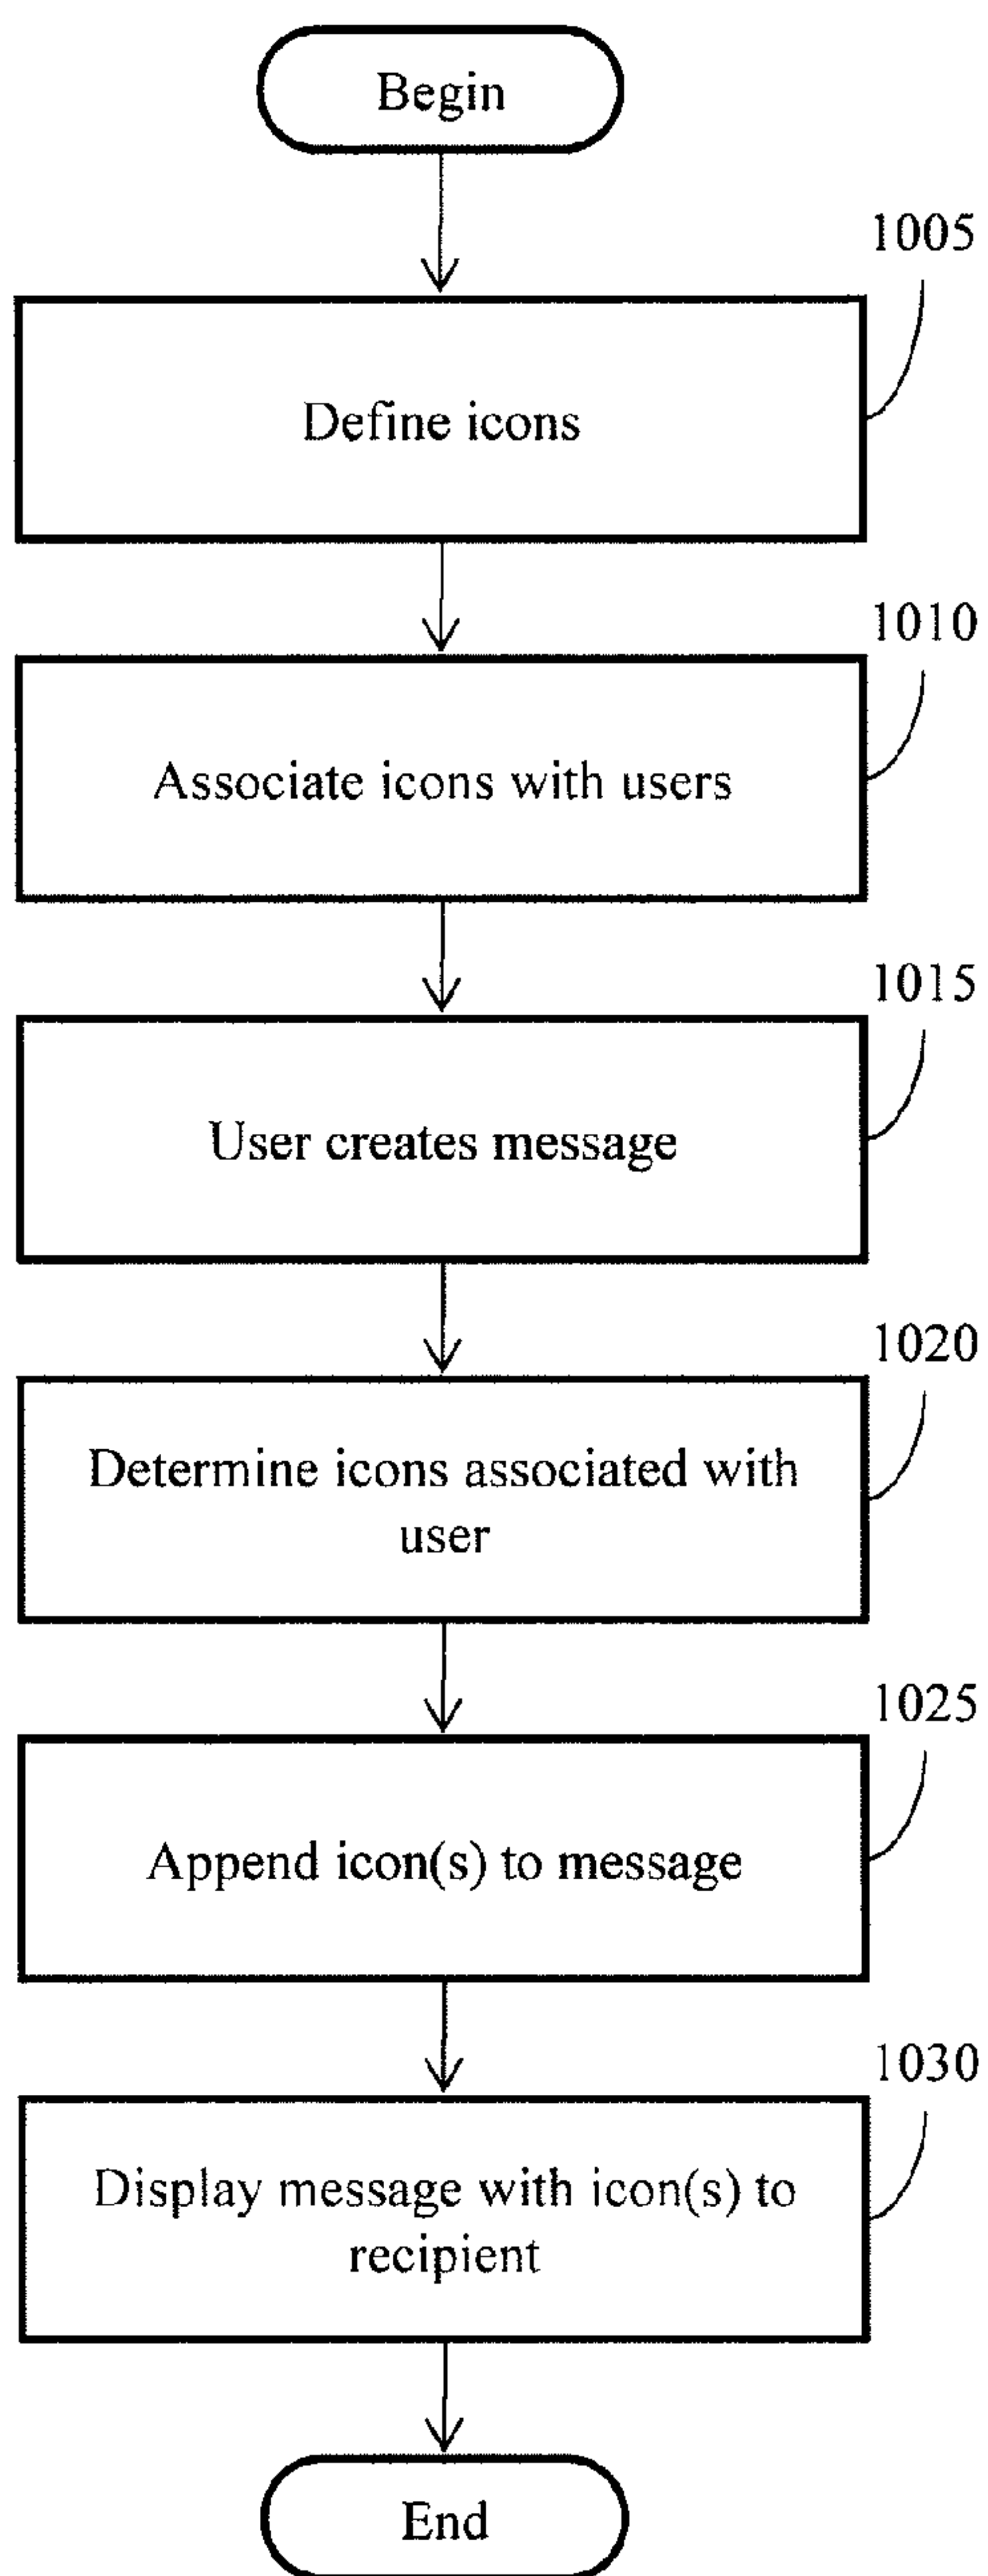 Begin
1005
Define icons
1010
Associate icons with users
1015
User creates message
1020
Determine icons associated with
user
1025
Append icon(s) to message
1030
Display message with icon(s) to
recipient
End